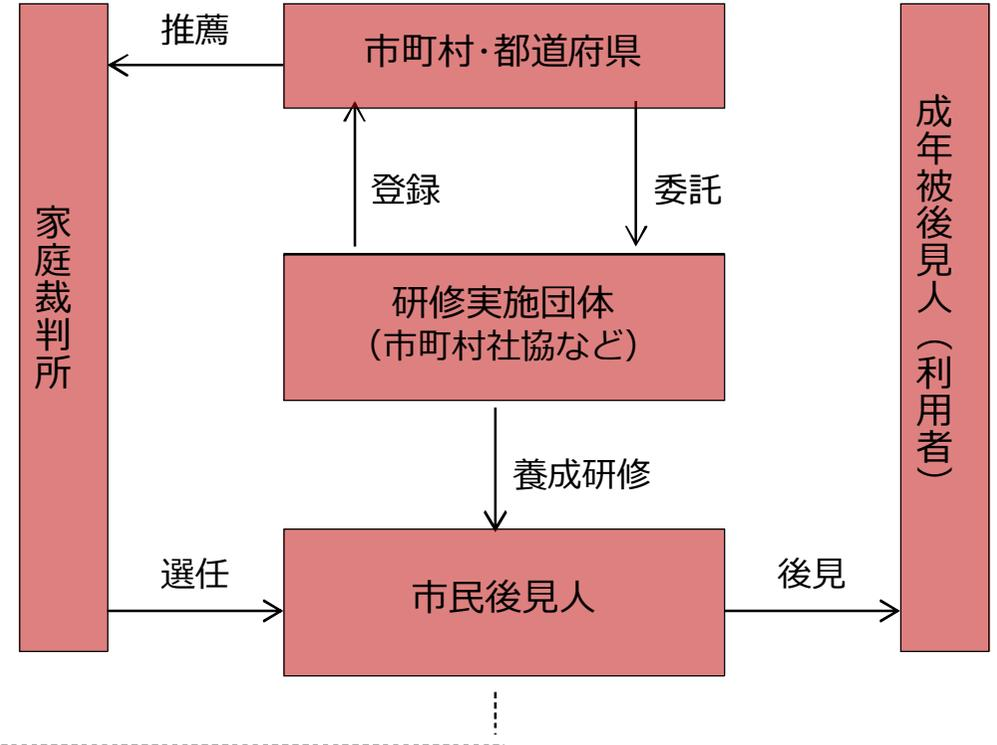 推薦
市町村・都道府県
登録
委託
家庭裁判所
成年被後見人（利用者）
研修実施団体
（市町村社協など）
養成研修
選任
市民後見人
後見